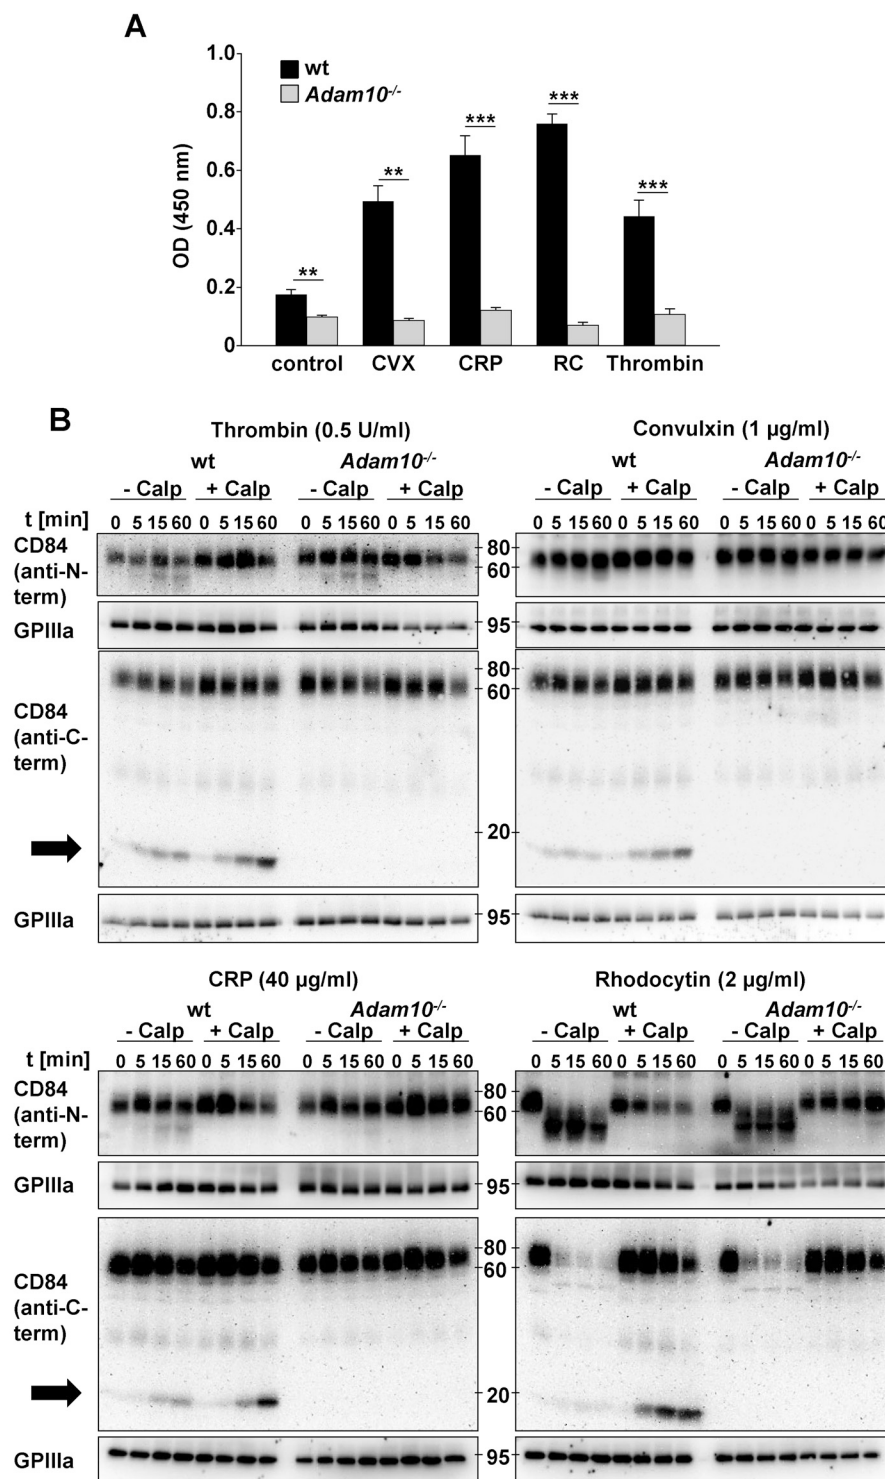 A
1.0
0.8
0.6
0.4
0.2
0
OD (450 nm)
wt
Adam10-/-
** ** *** *** ***
control CVX CRP RC Thrombin
B
Thrombin (0.5 U/ml) Convulxin (1 µg/ml)
wt Adam10-/- wt Adam10-/-
- Calp + Calp - Calp + Calp - Calp + Calp - Calp + Calp
t [min] 0 5 15 60 0 5 15 60 0 5 15 60 0 5 15 60 0 5 15 60 0 5 15 60 0 5 15 60 0 5 15 60
CD84
(anti-N-
term)
80
60
GPIIIa 95
CD84
(anti-C-
term)
80
60
20
GPIIIa 95
CRP (40 µg/ml) Rhodocytin (2 µg/ml)
wt Adam10-/- wt Adam10-/-
- Calp + Calp - Calp + Calp - Calp + Calp - Calp + Calp
t [min] 0 5 15 60 0 5 15 60 0 5 15 60 0 5 15 60 0 5 15 60 0 5 15 60 0 5 15 60 0 5 15 60
CD84
(anti-N-
term)
80
60
GPIIIa 95
CD84
(anti-C-
term)
80
60
20
GPIIIa 95